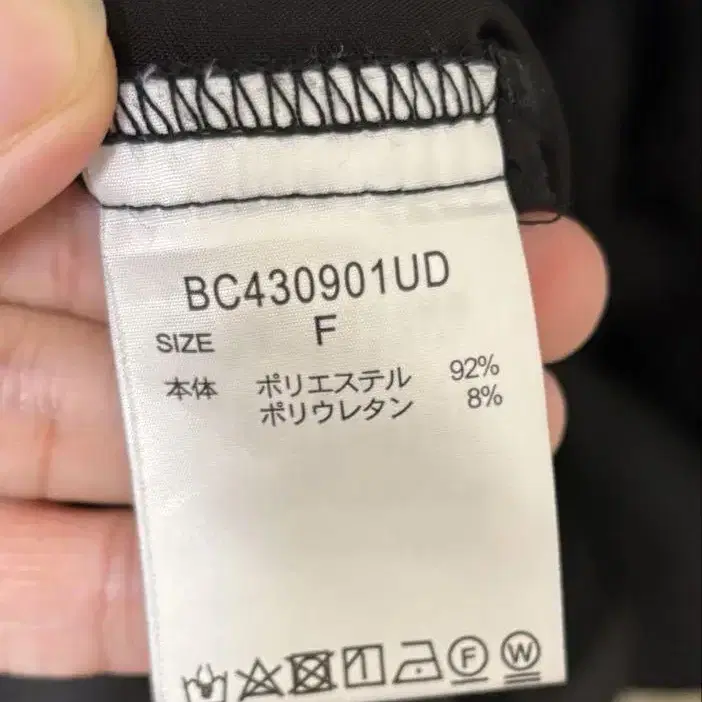 BC430901UD
SIZE F
本体 ポリエステル 92%
ポリウレタン 8%
F W